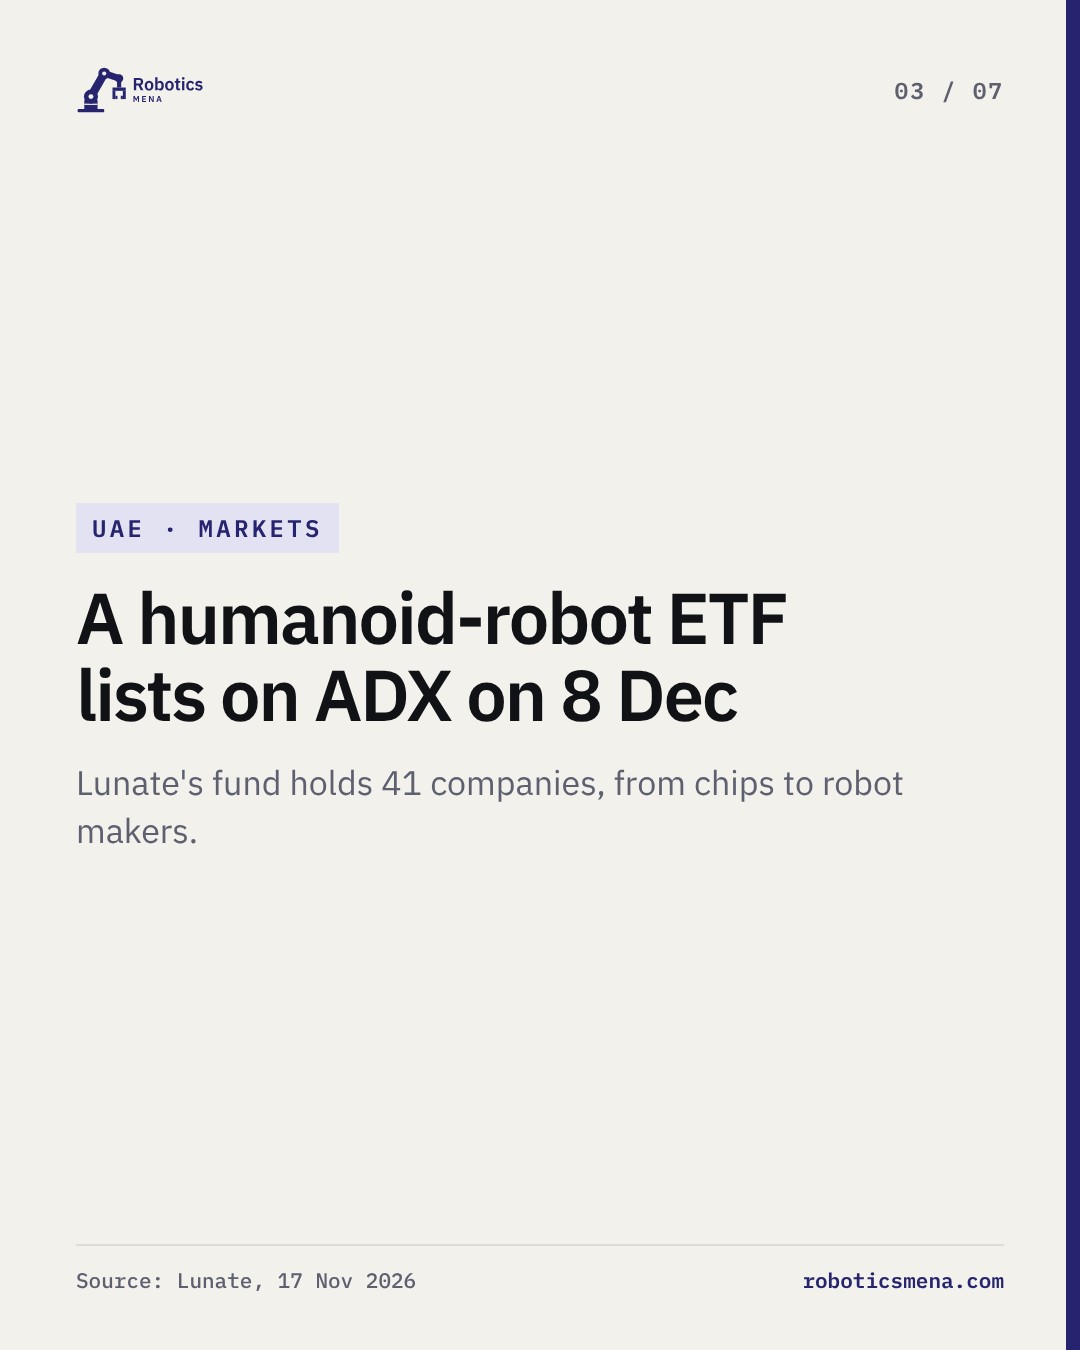 Robotics
MENA
03 / 07
UAE · MARKETS
A humanoid-robot ETF
lists on ADX on 8 Dec
Lunate's fund holds 41 companies, from chips to robot
makers.
Source: Lunate, 17 Nov 2026
roboticsmena.com